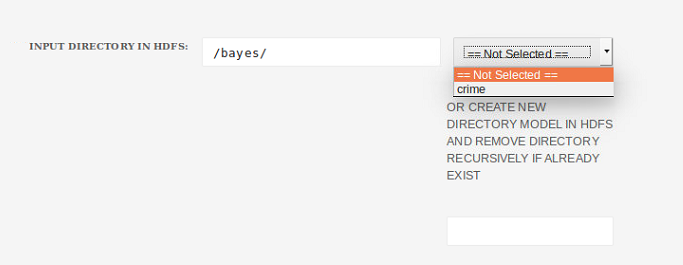 INPUT DIRECTORY IN HDFS:
/bayes/
== Not Selected ==
== Not Selected ==
crime
OR CREATE NEW
DIRECTORY MODEL IN HDFS
AND REMOVE DIRECTORY
RECURSIVELY IF ALREADY
EXIST